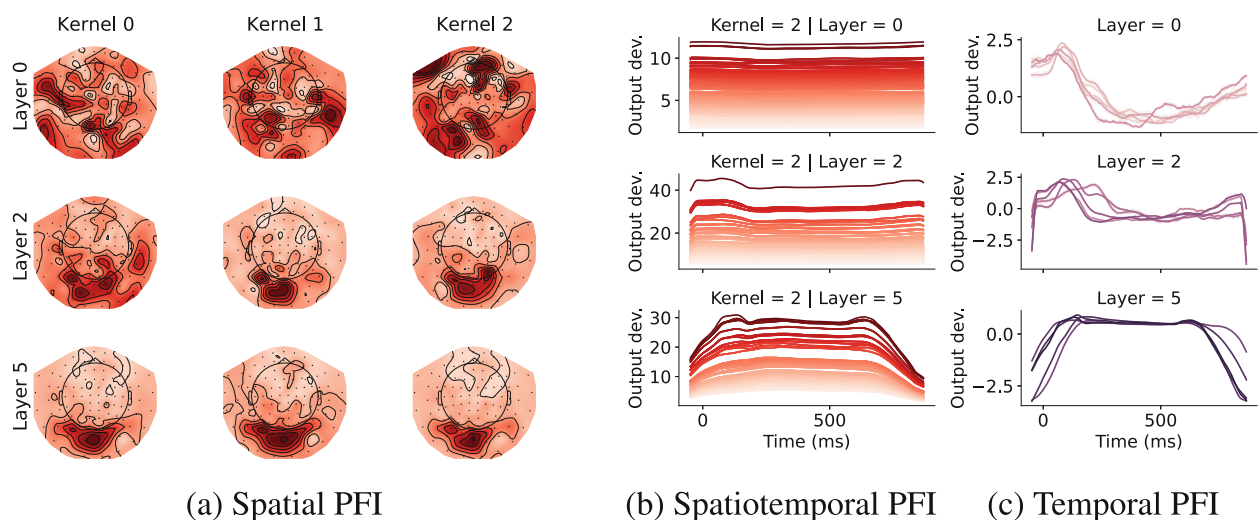 Kernel 0 Kernel 1 Kernel 2
Layer 0
Layer 2
Layer 5
(a) Spatial PFI
Kernel = 2 | Layer = 0
Output dev.
10
5
Kernel = 2 | Layer = 2
Output dev.
40
20
Kernel = 2 | Layer = 5
Output dev.
30
20
10
0 500
Time (ms)
(b) Spatiotemporal PFI
Layer = 0
Output dev.
2.5
0.0
Layer = 2
Output dev.
2.5
0.0
−2.5
Layer = 5
Output dev.
0.0
−2.5
0 500
Time (ms)
(c) Temporal PFI